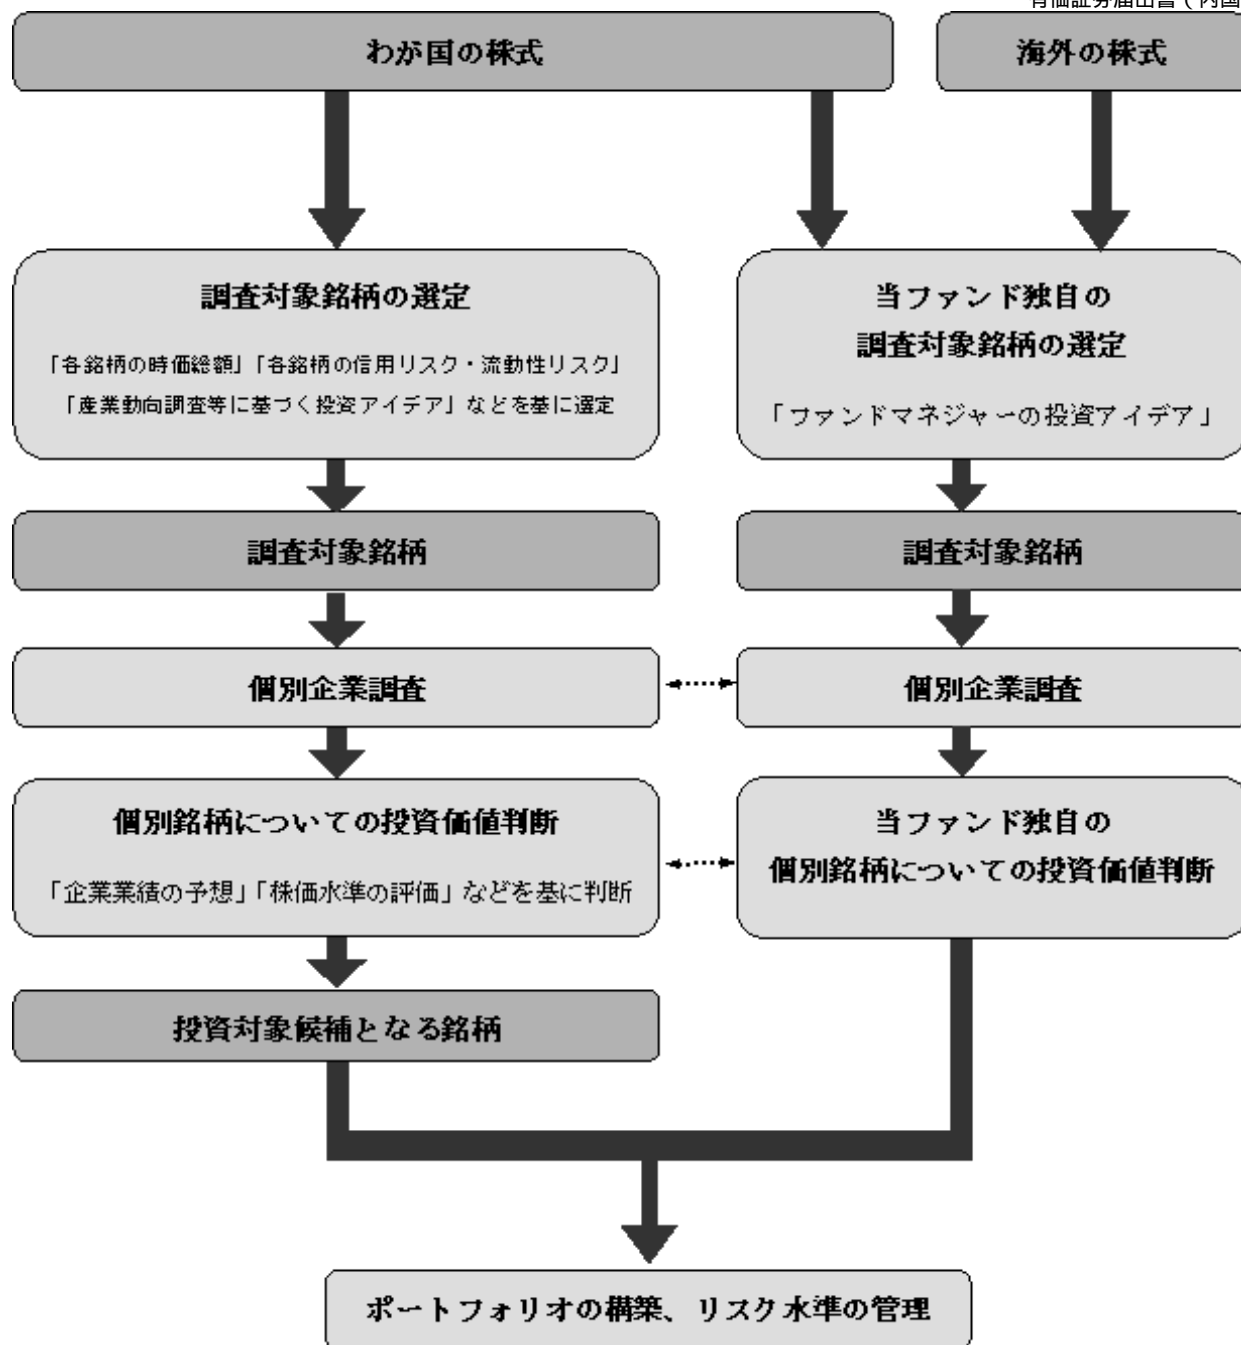 有価証券届出書（内国
わが国の株式
海外の株式
調査対象銘柄の選定
「各銘柄の時価総額」「各銘柄の信用リスク・流動性リスク」
「産業動向調査等に基づく投資アイデア」などを基に選定
当ファンド独自の
調査対象銘柄の選定
「ファンドマネジャーの投資アイデア」
調査対象銘柄
調査対象銘柄
個別企業調査
個別企業調査
個別銘柄についての投資価値判断
「企業業績の予想」「株価水準の評価」などを基に判断
当ファンド独自の
個別銘柄についての投資価値判断
投資対象候補となる銘柄
ポートフォリオの構築、リスク水準の管理